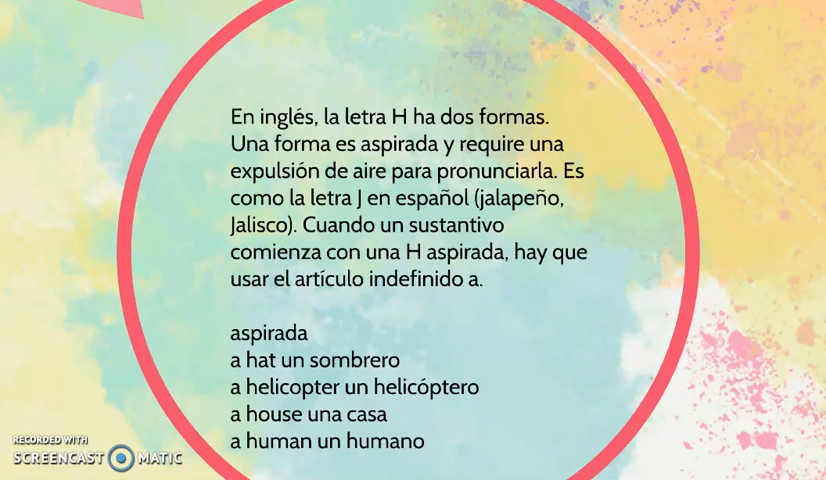 En inglés, la letra H ha dos formas.
Una forma es aspirada y require una
expulsión de aire para pronunciarla. Es
como la letra J en español (jalapeño,
Jalisco). Cuando un sustantivo
comienza con una H aspirada, hay que
usar el artículo indefinido a.
aspirada
a hat un sombrero
a helicopter un helicóptero
a house una casa
a human un humano
RECORDED WITH
SCREENCAST MATIC